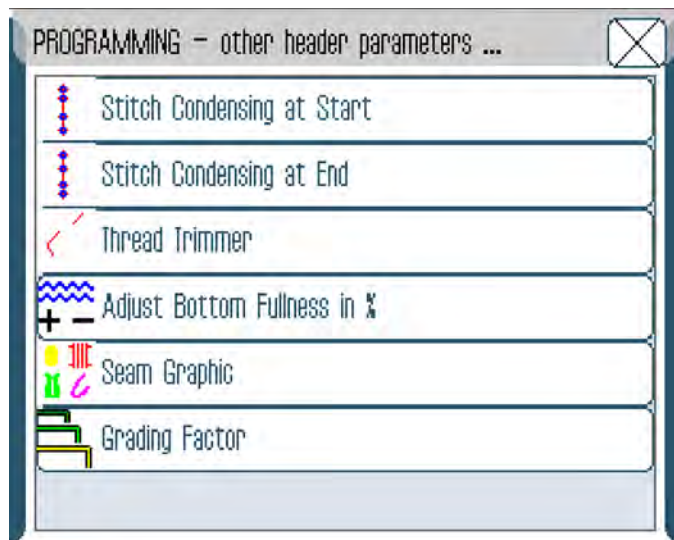 PROGRAMMING - other header parameters ...
Stitch Condensing at Start
Stitch Condensing at End
Thread Trimmer
Adjust Bottom Fullness in %
Seam Graphic
Grading Factor